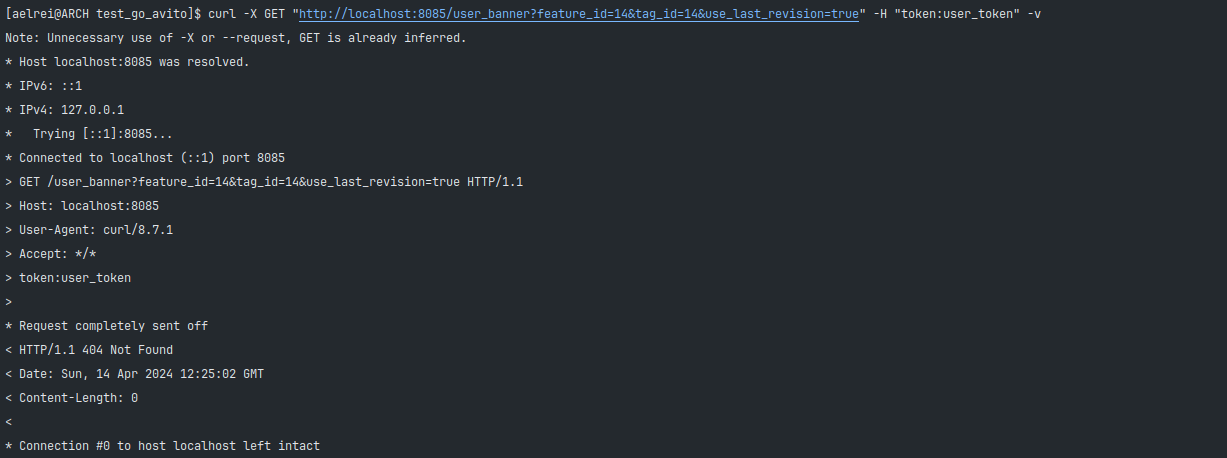 [aelrei@ARCH test_go_avito]$ curl -X GET "http://localhost:8085/user_banner?feature_id=14&tag_id=14&use_last_revision=true" -H "token:user_token" -v
Note: Unnecessary use of -X or --request, GET is already inferred.
* Host localhost:8085 was resolved.
* IPv6: ::1
* IPv4: 127.0.0.1
*   Trying [::1]:8085...
* Connected to localhost (::1) port 8085
> GET /user_banner?feature_id=14&tag_id=14&use_last_revision=true HTTP/1.1
> Host: localhost:8085
> User-Agent: curl/8.7.1
> Accept: */*
> token:user_token
>
* Request completely sent off
< HTTP/1.1 404 Not Found
< Date: Sun, 14 Apr 2024 12:25:02 GMT
< Content-Length: 0
<
* Connection #0 to host localhost left intact